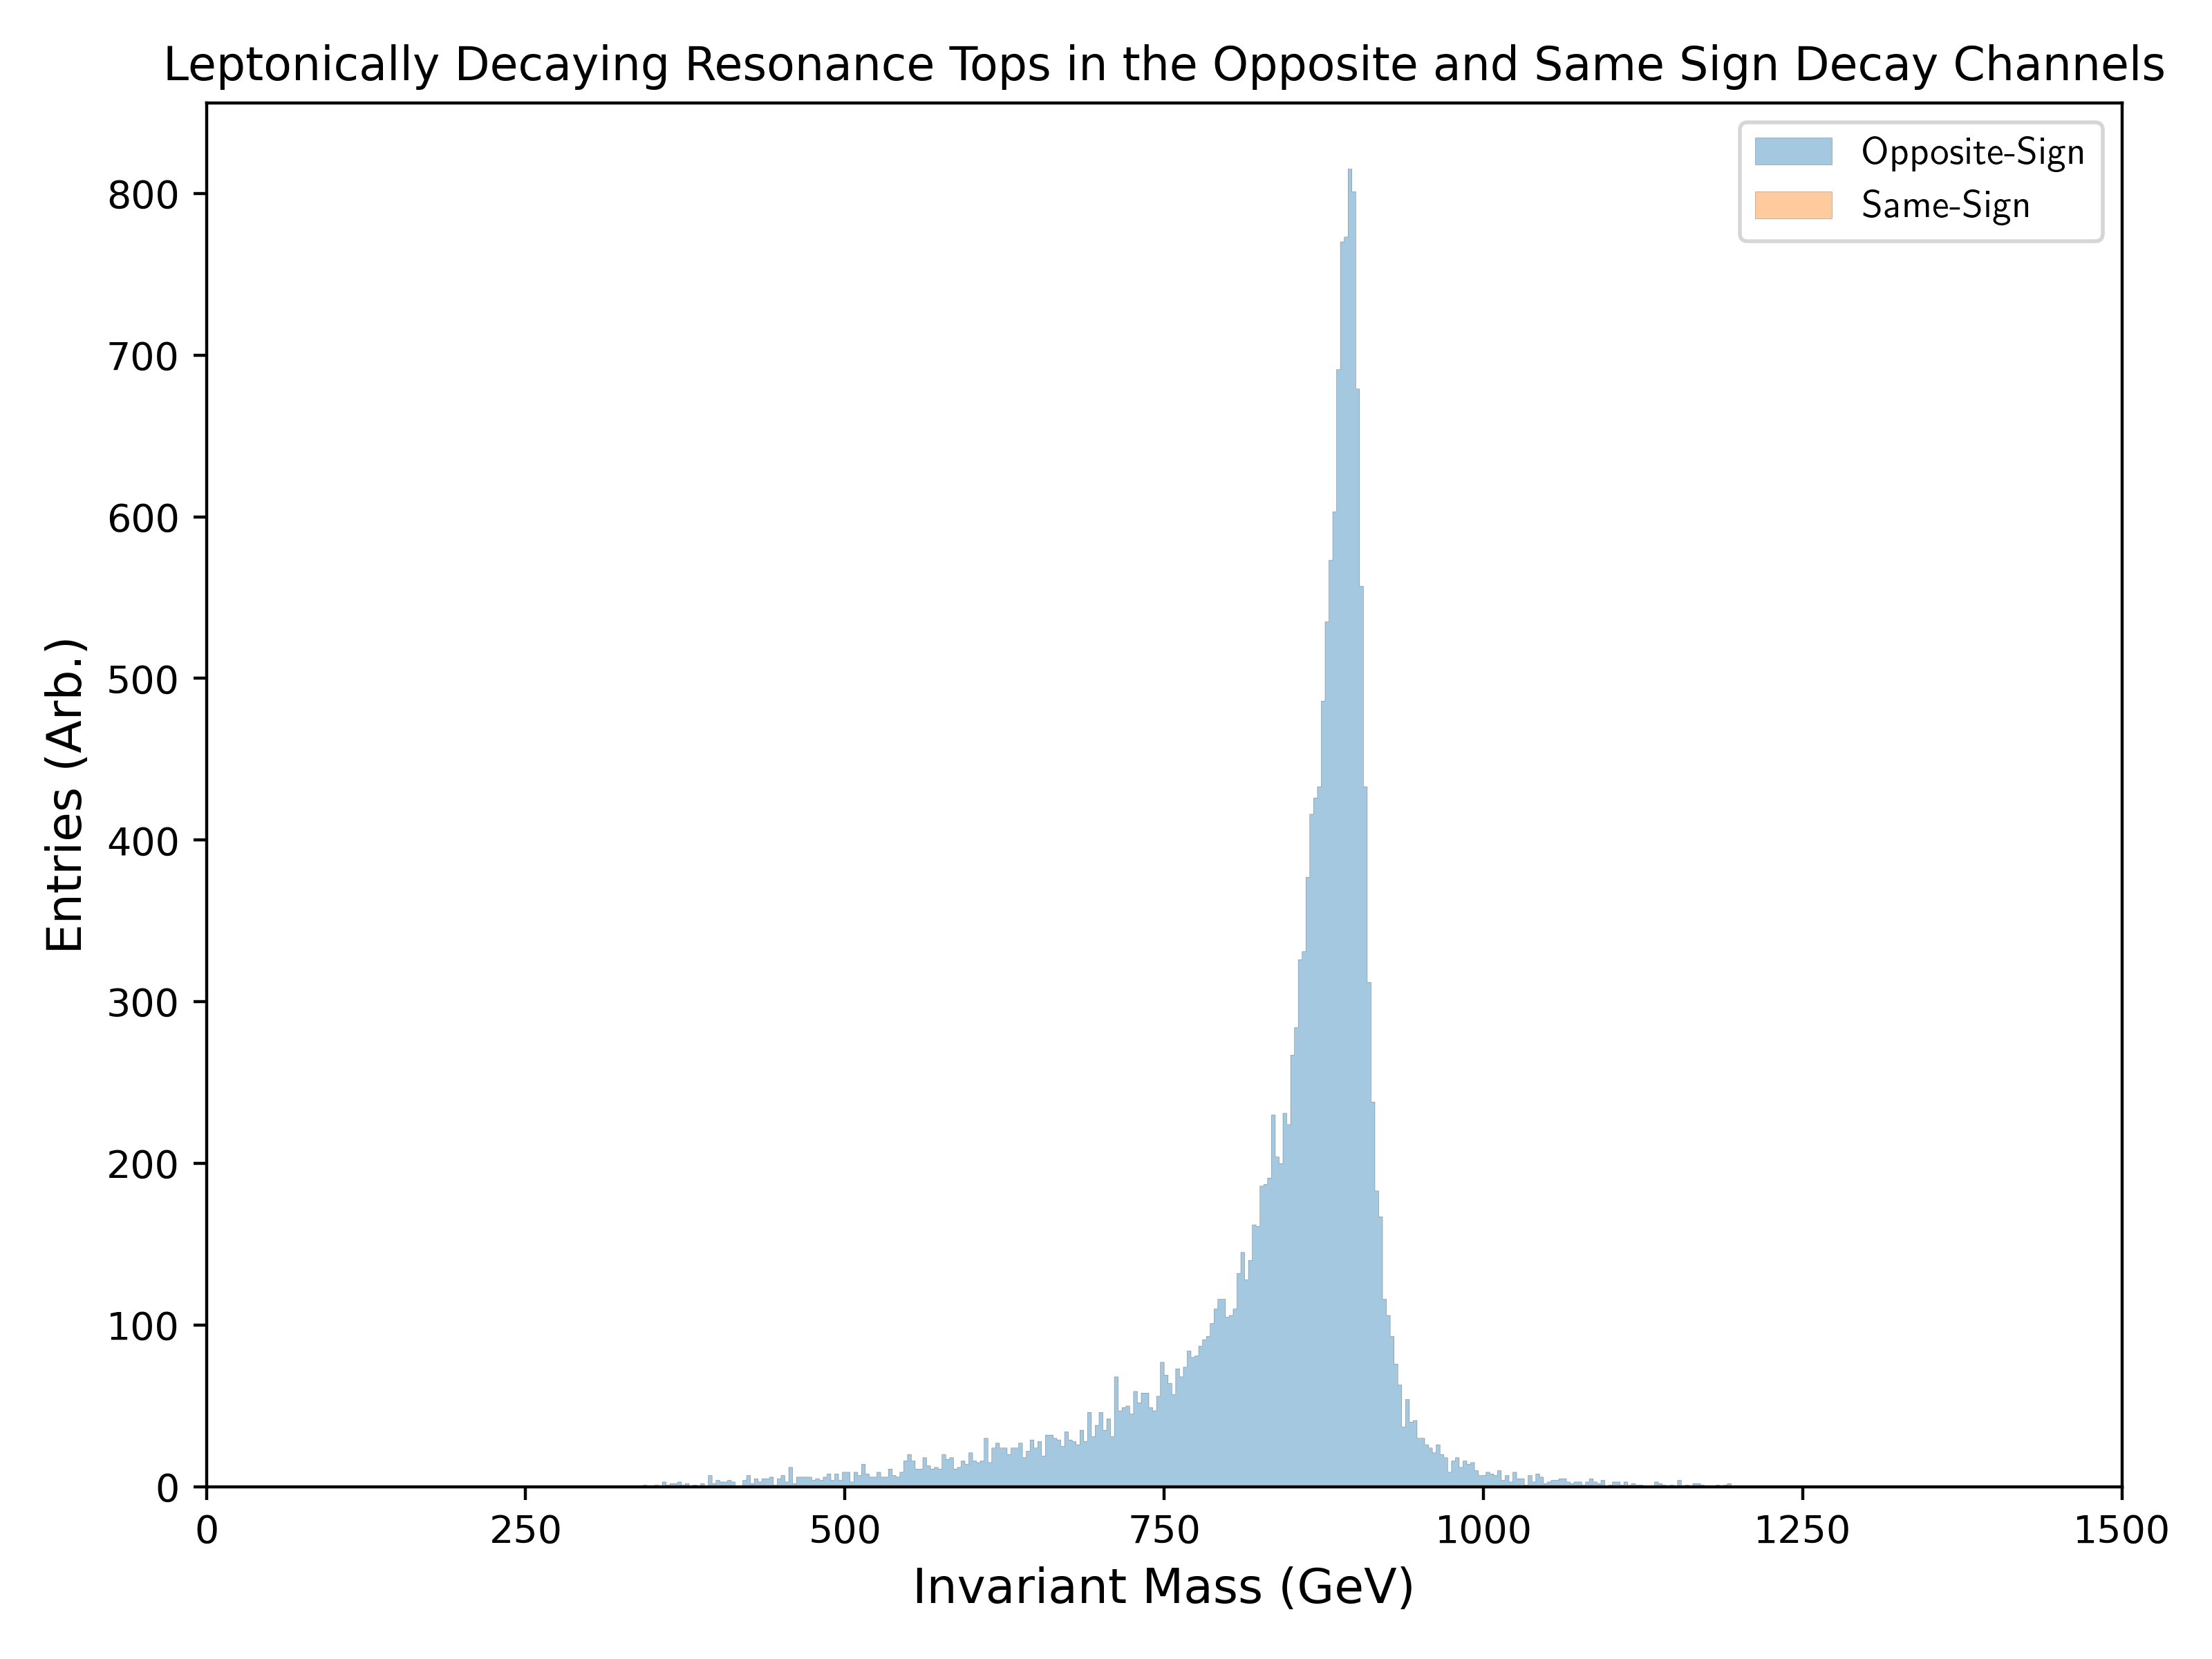 Leptonically Decaying Resonance Tops in the Opposite and Same Sign Decay Channels
Opposite-Sign
Same-Sign
800
700
600
500
400
300
200
100
0
Entries (Arb.)
0 250 500 750 1000 1250 1500
Invariant Mass (GeV)